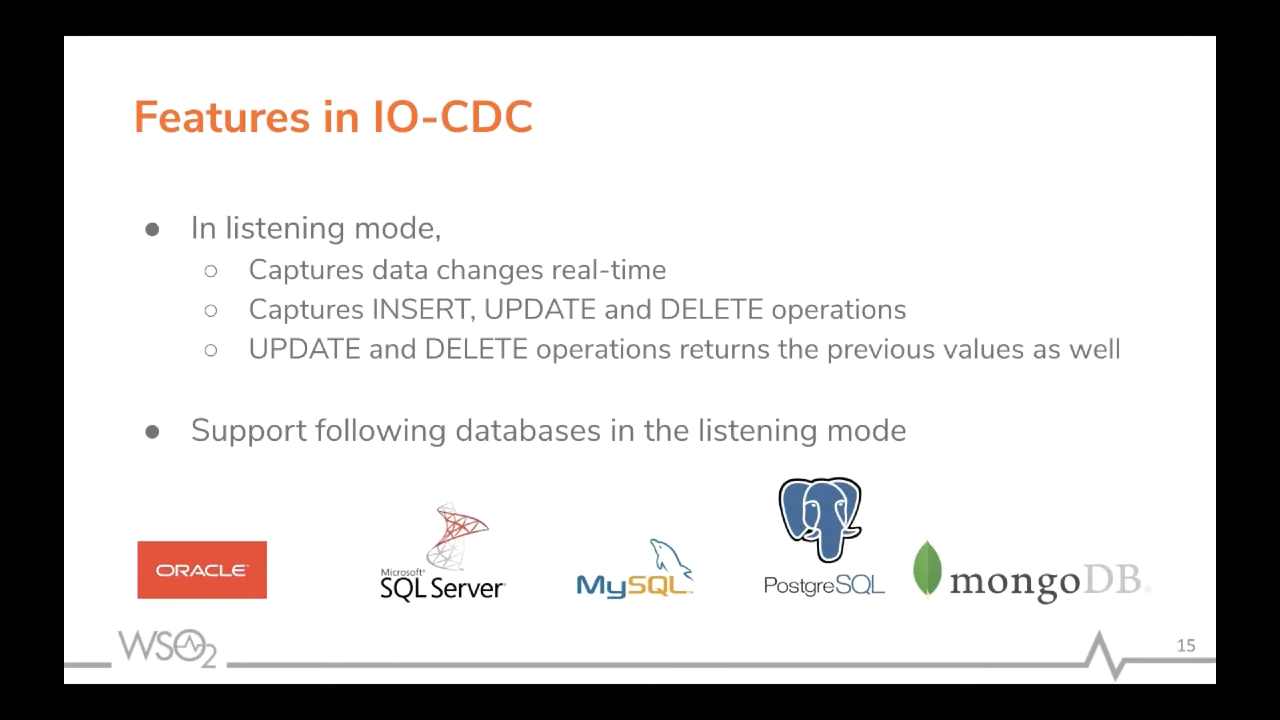 Features in IO-CDC
● In listening mode,
○ Captures data changes real-time
○ Captures INSERT, UPDATE and DELETE operations
○ UPDATE and DELETE operations returns the previous values as well
● Support following databases in the listening mode
ORACLE
Microsoft
SQL Server
MySQL
PostgreSQL
mongoDB
WSO2
15